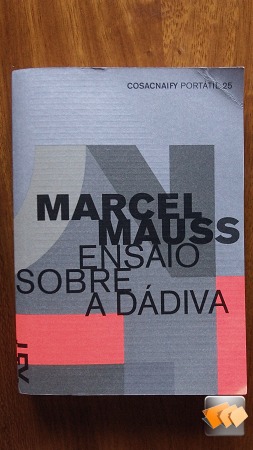 COSACNAIFY PORTÁTIL 25
MARCEL
MAUSS
ENSAIO
SOBRE
A DÁDIVA